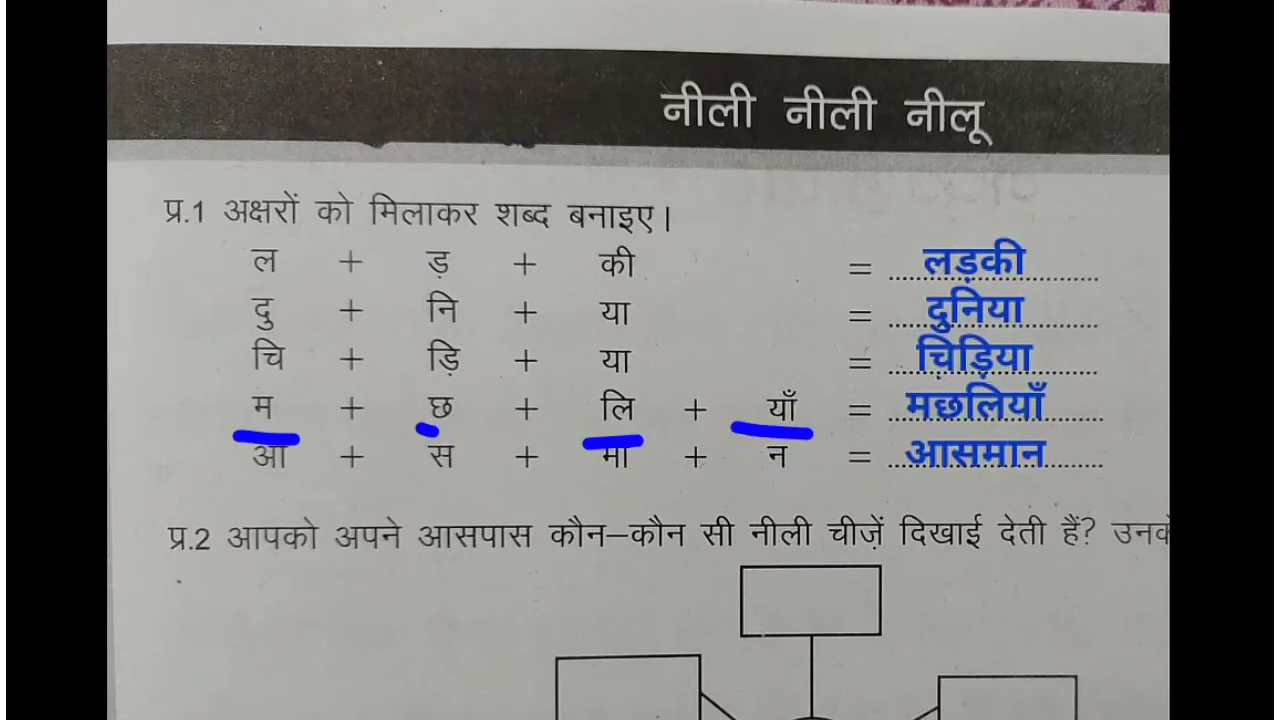 नीली नीली नीलू
प्र.1 अक्षरों को मिलाकर शब्द बनाइए।
ल + ड़ + की = लड़की
दु + नि + या = दुनिया
चि + ड़ि + या = चिड़िया
म + छ + लि + याँ = मछलियाँ
आ + स + मा + न = आसमान
प्र.2 आपको अपने आसपास कौन–कौन सी नीली चीज़ें दिखाई देती हैं?